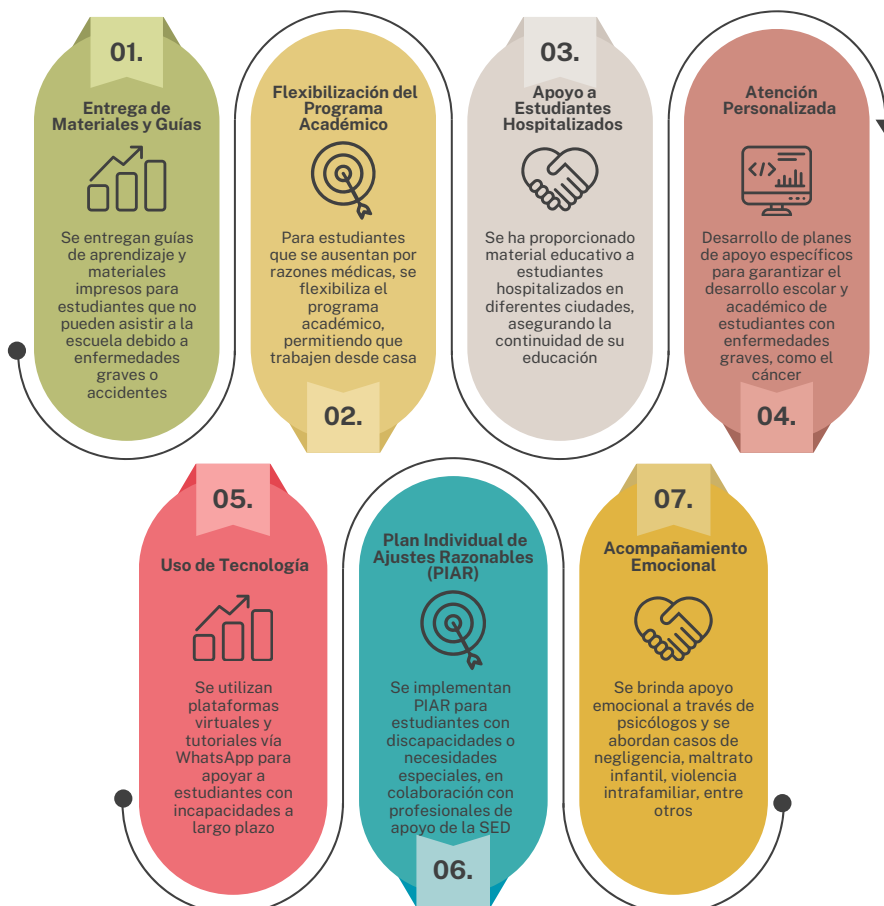 01.
Entrega de
Materiales y Guías
Se entregan guías
de aprendizaje y
materiales
impresos para
estudiantes que no
pueden asistir a la
escuela debido a
enfermedades
graves o
accidentes
Flexibilización del
Programa
Académico
Para estudiantes
que se ausentan por
razones médicas, se
flexibiliza el
programa
académico,
permitiendo que
trabajen desde casa
02.
03.
Apoyo a
Estudiantes
Hospitalizados
Se ha proporcionado
material educativo a
estudiantes
hospitalizados en
diferentes ciudades,
asegurando la
continuidad de su
educación
Atención
Personalizada
</>
Desarrollo de planes
de apoyo específicos
para garantizar el
desarrollo escolar y
académico de
estudiantes con
enfermedades
graves, como el
cáncer
04.
05.
Uso de Tecnología
Se utilizan
plataformas
virtuales y
tutoriales vía
WhatsApp para
apoyar a
estudiantes con
incapacidades a
largo plazo
Plan Individual de
Ajustes Razonables
(PIAR)
Se implementan
PIAR para
estudiantes con
discapacidades o
necesidades
especiales, en
colaboración con
profesionales de
apoyo de la SED
06.
07.
Acompañamiento
Emocional
Se brinda apoyo
emocional a través de
psicólogos y se
abordan casos de
negligencia, maltrato
infantil, violencia
intrafamiliar, entre
otros